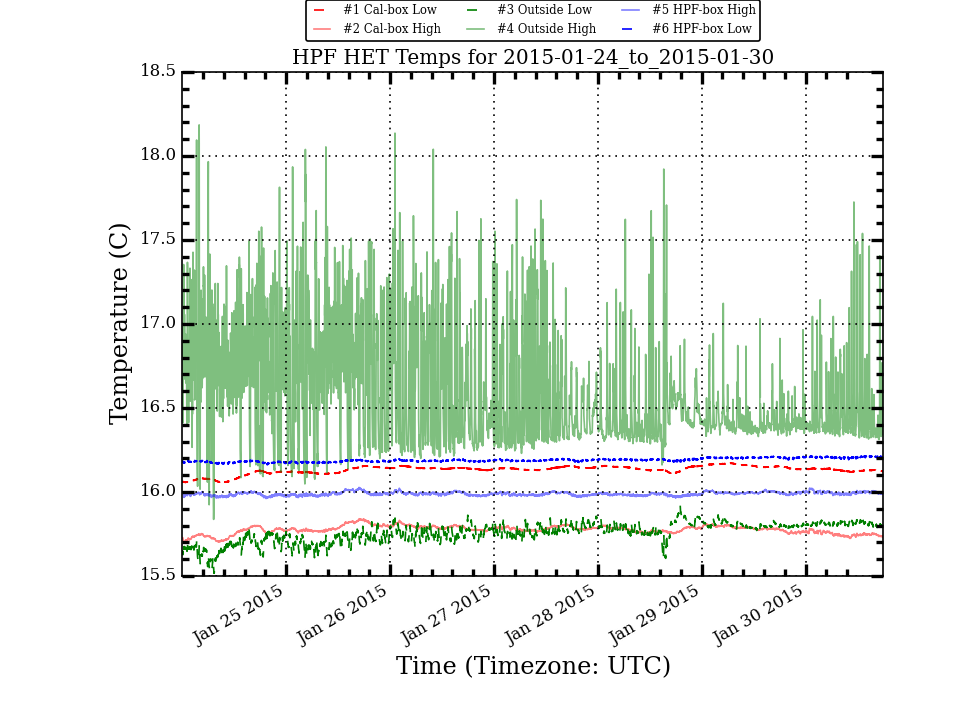 #1 Cal-box Low #3 Outside Low #5 HPF-box High
#2 Cal-box High #4 Outside High #6 HPF-box Low
HPF HET Temps for 2015-01-24_to_2015-01-30
18.5
18.0
17.5
17.0
16.5
16.0
15.5
Temperature (C)
Jan 25 2015 Jan 26 2015 Jan 27 2015 Jan 28 2015 Jan 29 2015 Jan 30 2015
Time (Timezone: UTC)